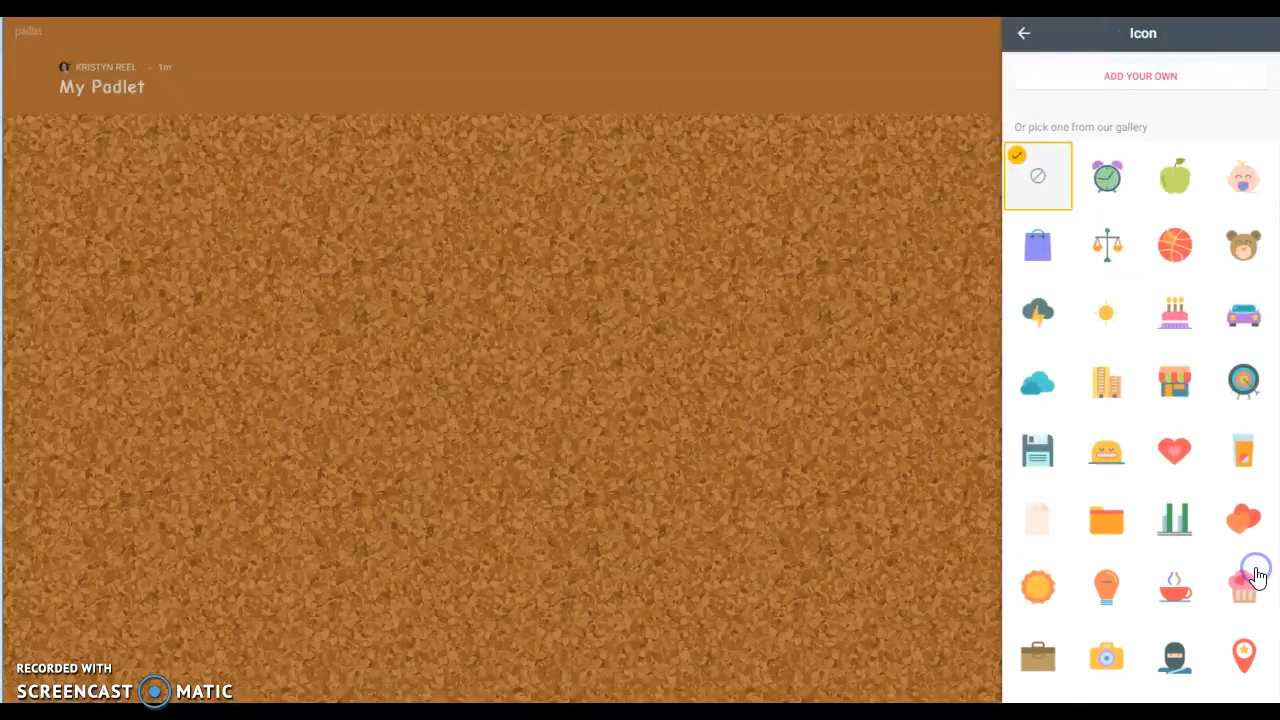 padlet
KRISTYN REEL • 1m
My Padlet
Icon
ADD YOUR OWN
Or pick one from our gallery
RECORDED WITH
SCREENCAST MATIC